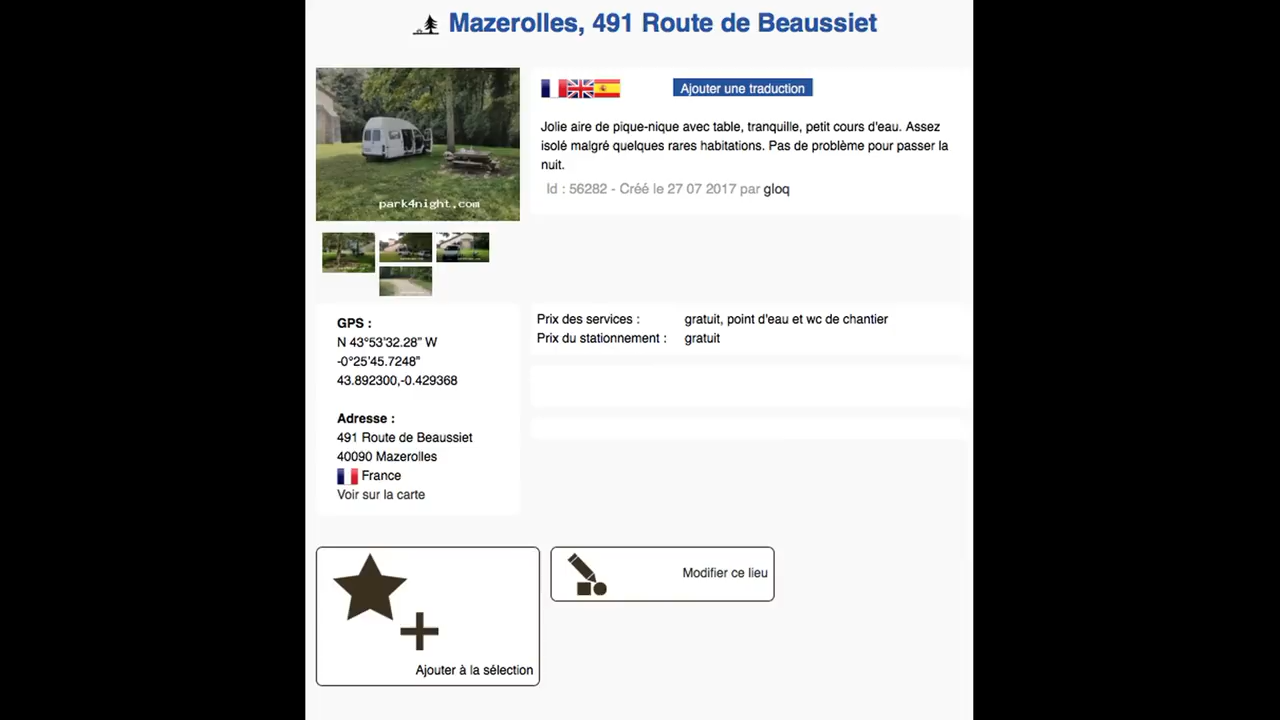 Mazerolles, 491 Route de Beaussiet
park4night.com
Ajouter une traduction
Jolie aire de pique-nique avec table, tranquille, petit cours d'eau. Assez
isolé malgré quelques rares habitations. Pas de problème pour passer la
nuit.
Id : 56282 - Créé le 27 07 2017 par gloq
GPS :
N 43°53'32.28" W
-0°25'45.7248"
43.892300,-0.429368
Adresse :
491 Route de Beaussiet
40090 Mazerolles
France
Voir sur la carte
Prix des services : gratuit, point d'eau et wc de chantier
Prix du stationnement : gratuit
Ajouter à la sélection
Modifier ce lieu